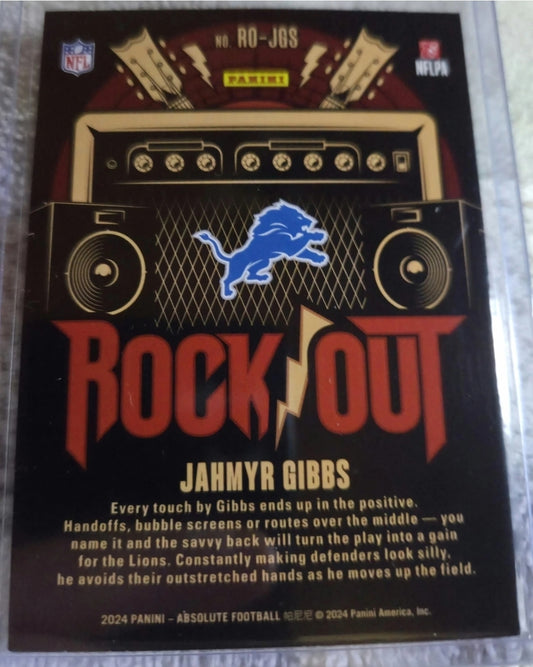 NO. RO-JGS
NFL
PANINI
NFLPA
ROCK OUT
JAHMYR GIBBS
Every touch by Gibbs ends up in the positive.
Handoffs, bubble screens or routes over the middle — you
name it and the savvy back will turn the play into a gain
for the Lions. Constantly making defenders look silly,
he avoids their outstretched hands as he moves up the field.
2024 PANINI – ABSOLUTE FOOTBALL 帕尼尼 © 2024 Panini America, Inc.